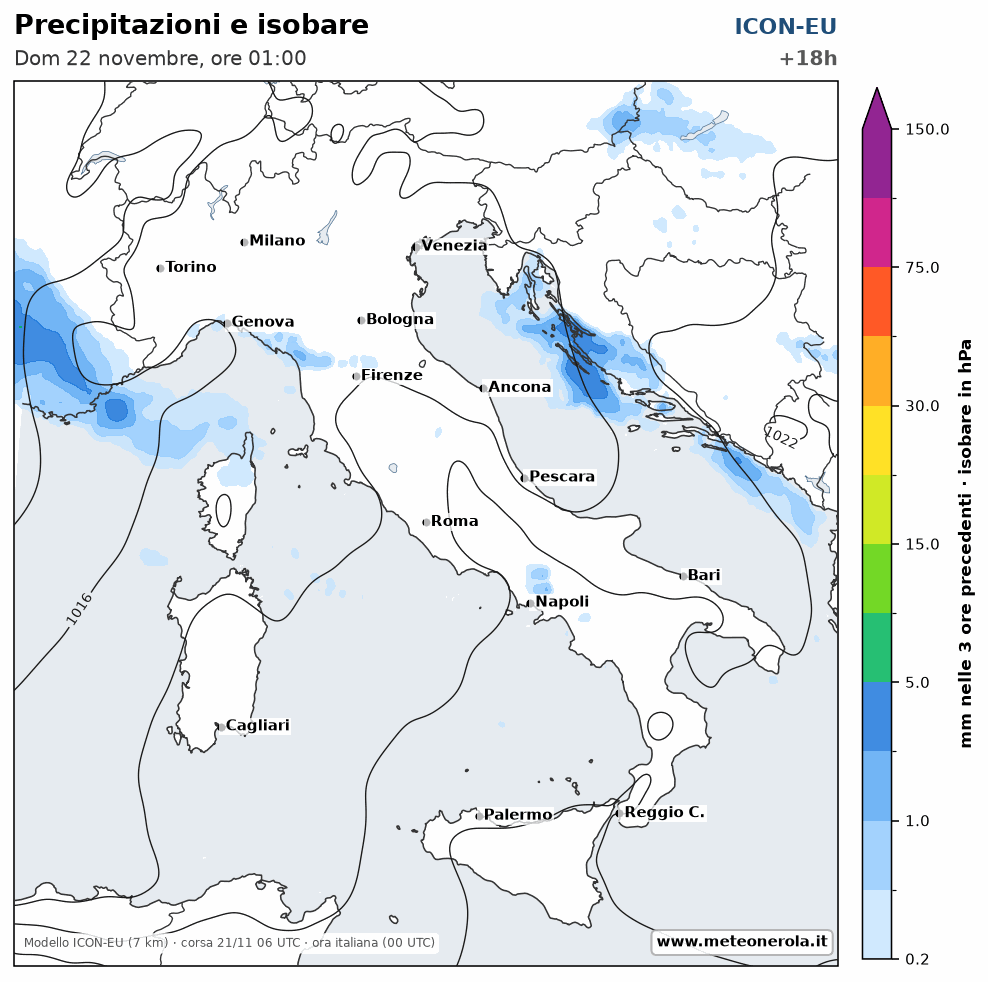 Precipitazioni e isobare
ICON-EU
Dom 22 novembre, ore 01:00
+18h
150.0
75.0
30.0
15.0
5.0
1.0
0.2
mm nelle 3 ore precedenti · isobare in hPa
Milano
Venezia
Torino
Genova
Bologna
Firenze
Ancona
1022
Pescara
Roma
Bari
Napoli
1016
Cagliari
Palermo
Reggio C.
Modello ICON-EU (7 km) · corsa 21/11 06 UTC · ora italiana (00 UTC)
www.meteonerola.it